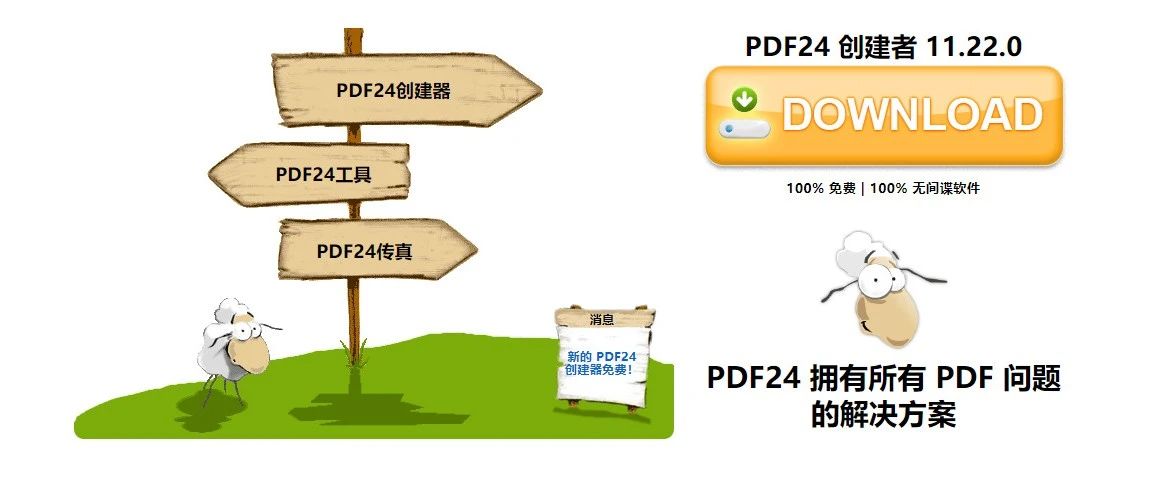 PDF24创建器
PDF24工具
PDF24传真
消息
新的 PDF24
创建器免费!
PDF24 创建者 11.22.0
DOWNLOAD
100% 免费 | 100% 无间谍软件
PDF24 拥有所有 PDF 问题
的解决方案